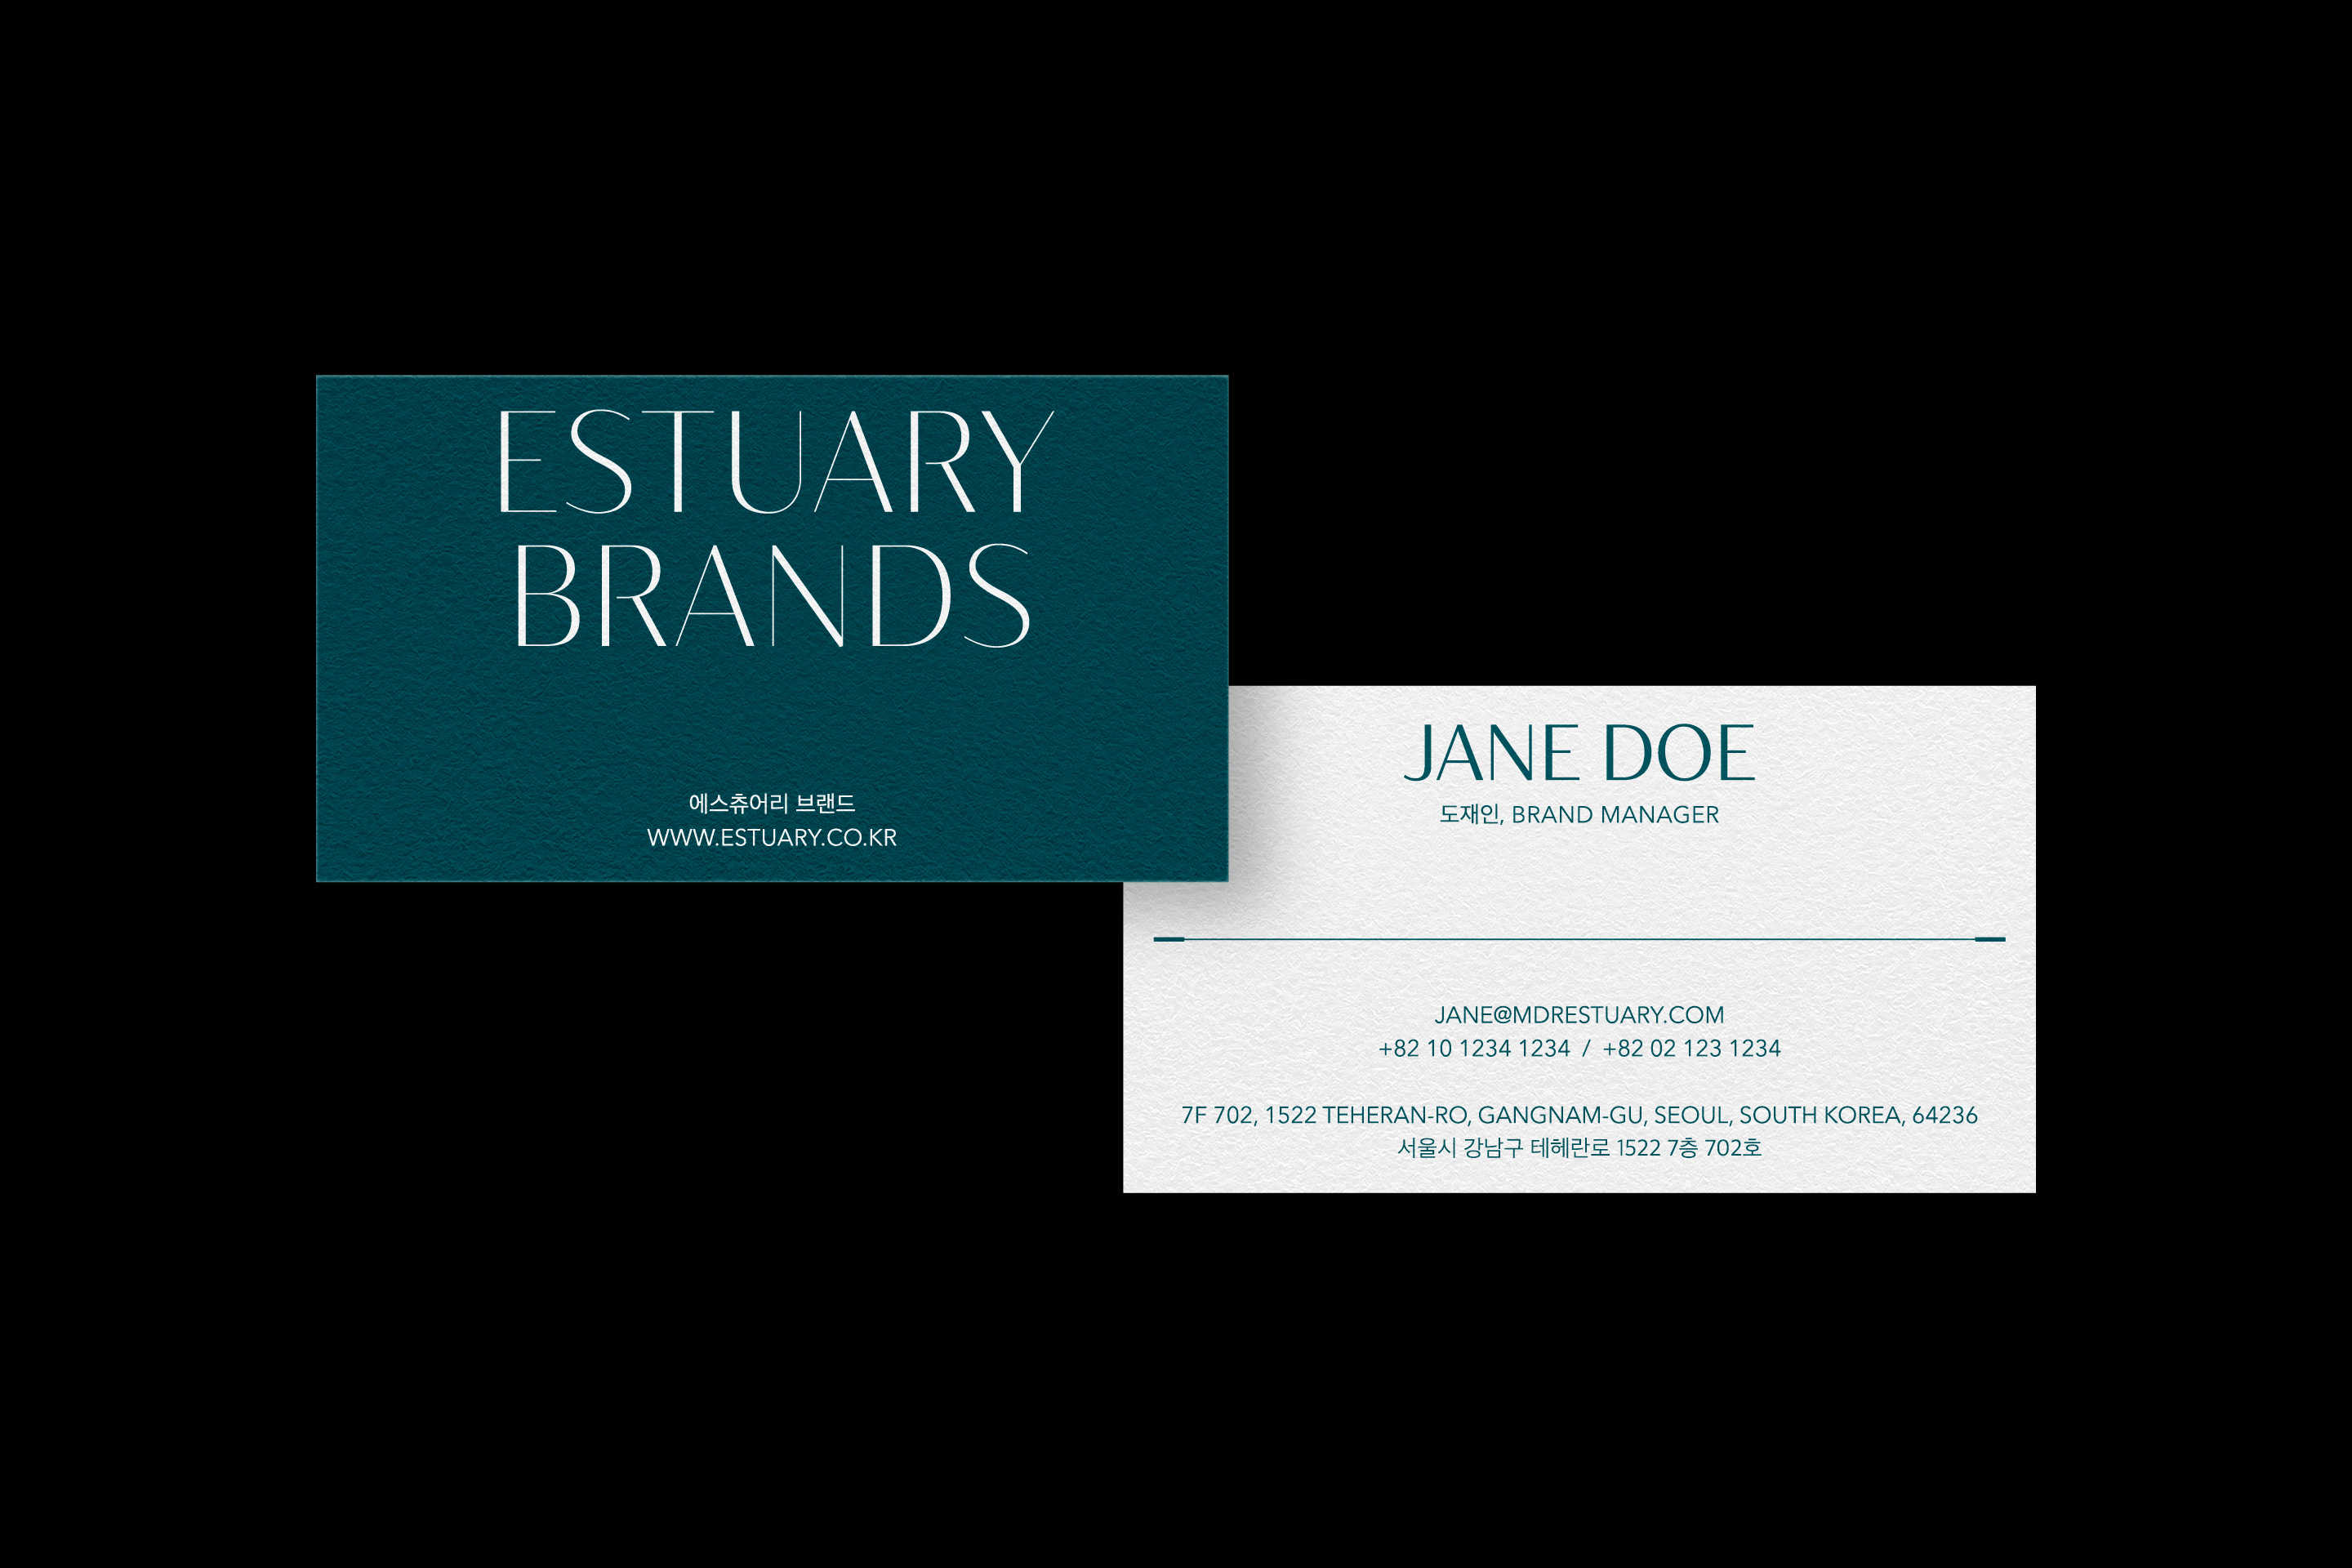 ESTUARY
BRANDS
에스츄어리 브랜드
WWW.ESTUARY.CO.KR
JANE DOE
도재인, BRAND MANAGER
JANE@MDRESTUARY.COM
+82 10 1234 1234 / +82 02 123 1234
7F 702, 1522 TEHERAN-RO, GANGNAM-GU, SEOUL, SOUTH KOREA, 64236
서울시 강남구 테헤란로 1522 7층 702호